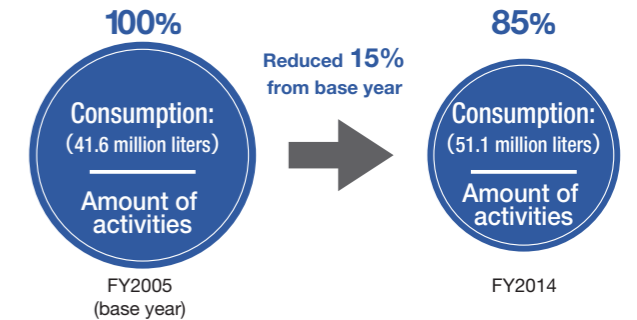 100%
Consumption:
(41.6 million liters)
Amount of
activities
FY2005
(base year)
Reduced 15%
from base year
85%
Consumption:
(51.1 million liters)
Amount of
activities
FY2014